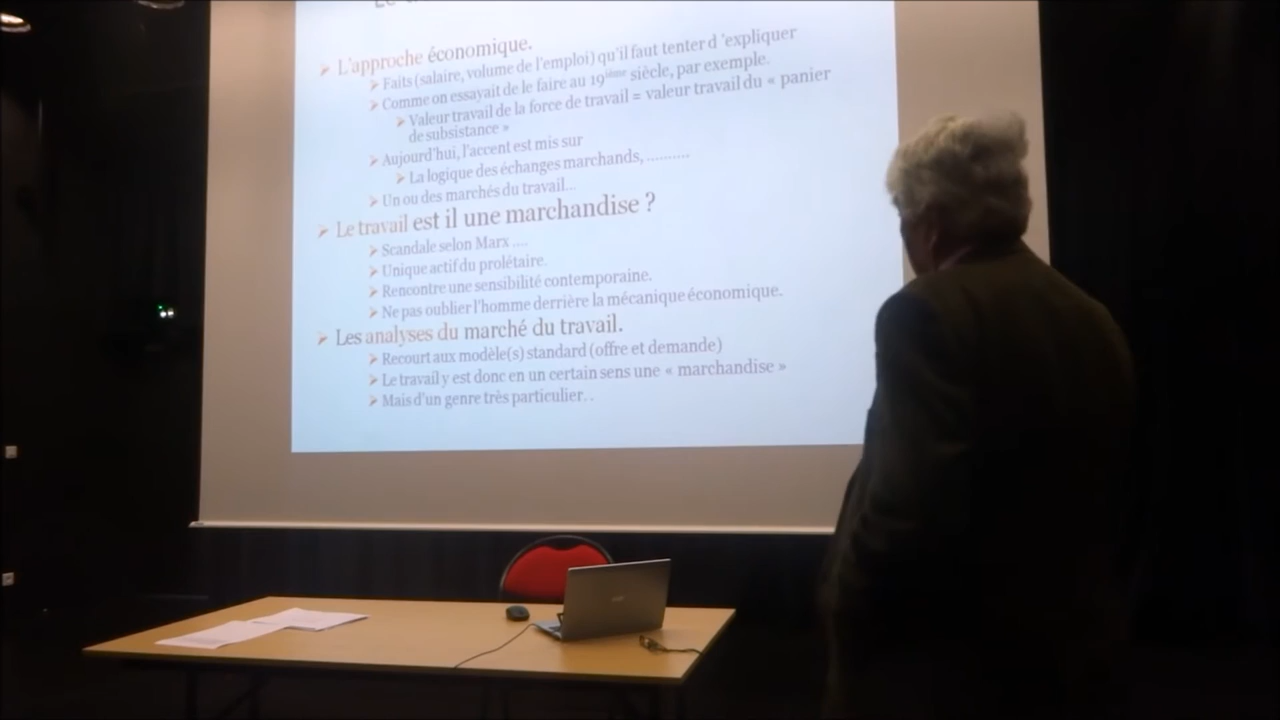 ➤ L'approche économique.
➤ Faits (salaire, volume de l'emploi) qu'il faut tenter d 'expliquer
➤ Comme on essayait de le faire au 19ième siècle, par exemple.
➤ Valeur travail de la force de travail = valeur travail du « panier
de subsistance »
➤ Aujourd'hui, l'accent est mis sur
➤ La logique des échanges marchands, ..........
➤ Un ou des marchés du travail...
➤ Le travail est il une marchandise ?
➤ Scandale selon Marx ....
➤ Unique actif du prolétaire.
➤ Rencontre une sensibilité contemporaine.
➤ Ne pas oublier l'homme derrière la mécanique économique.
➤ Les analyses du marché du travail.
➤ Recourt aux modèle(s) standard (offre et demande)
➤ Le travail y est donc en un certain sens une « marchandise »
➤ Mais d'un genre très particulier. .